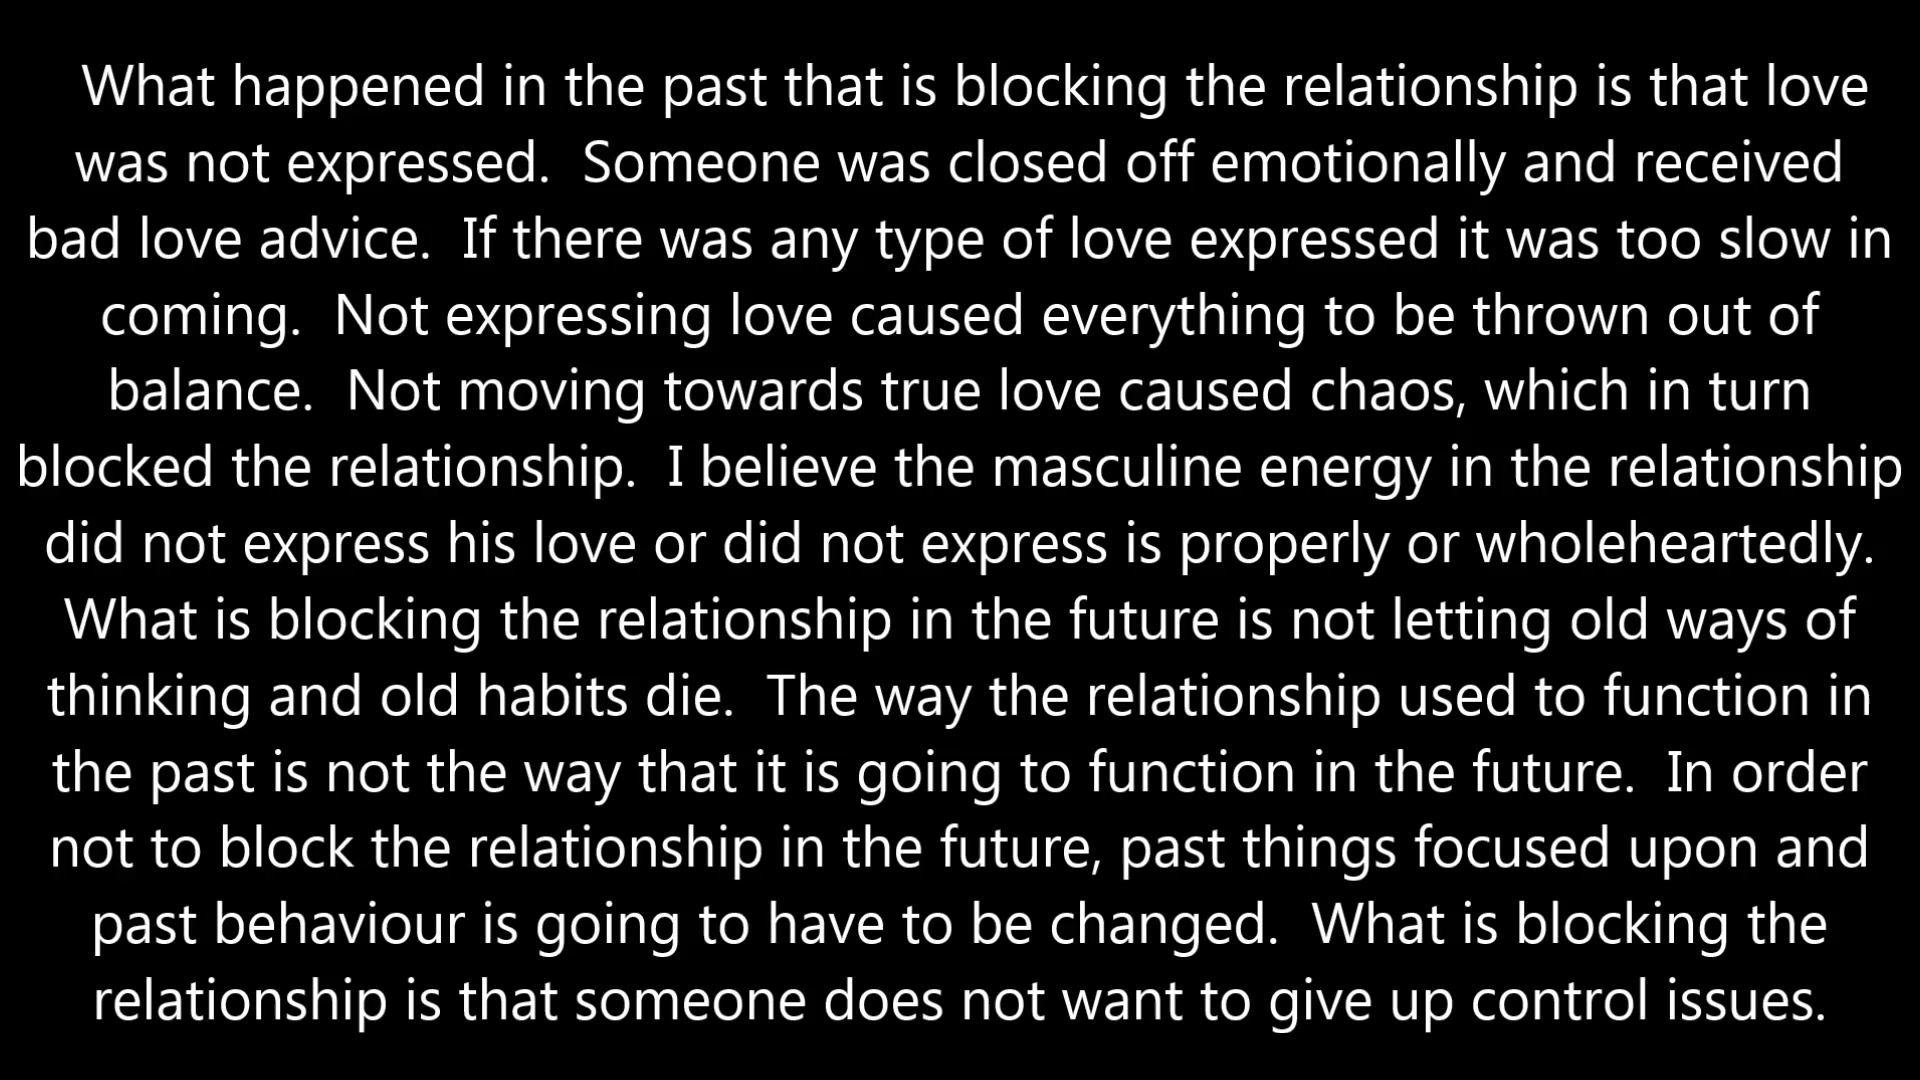 What happened in the past that is blocking the relationship is that love
was not expressed.  Someone was closed off emotionally and received
bad love advice.  If there was any type of love expressed it was too slow in
coming.  Not expressing love caused everything to be thrown out of
balance.  Not moving towards true love caused chaos, which in turn
blocked the relationship.  I believe the masculine energy in the relationship
did not express his love or did not express is properly or wholeheartedly.
What is blocking the relationship in the future is not letting old ways of
thinking and old habits die.  The way the relationship used to function in
the past is not the way that it is going to function in the future.  In order
not to block the relationship in the future, past things focused upon and
past behaviour is going to have to be changed.  What is blocking the
relationship is that someone does not want to give up control issues.